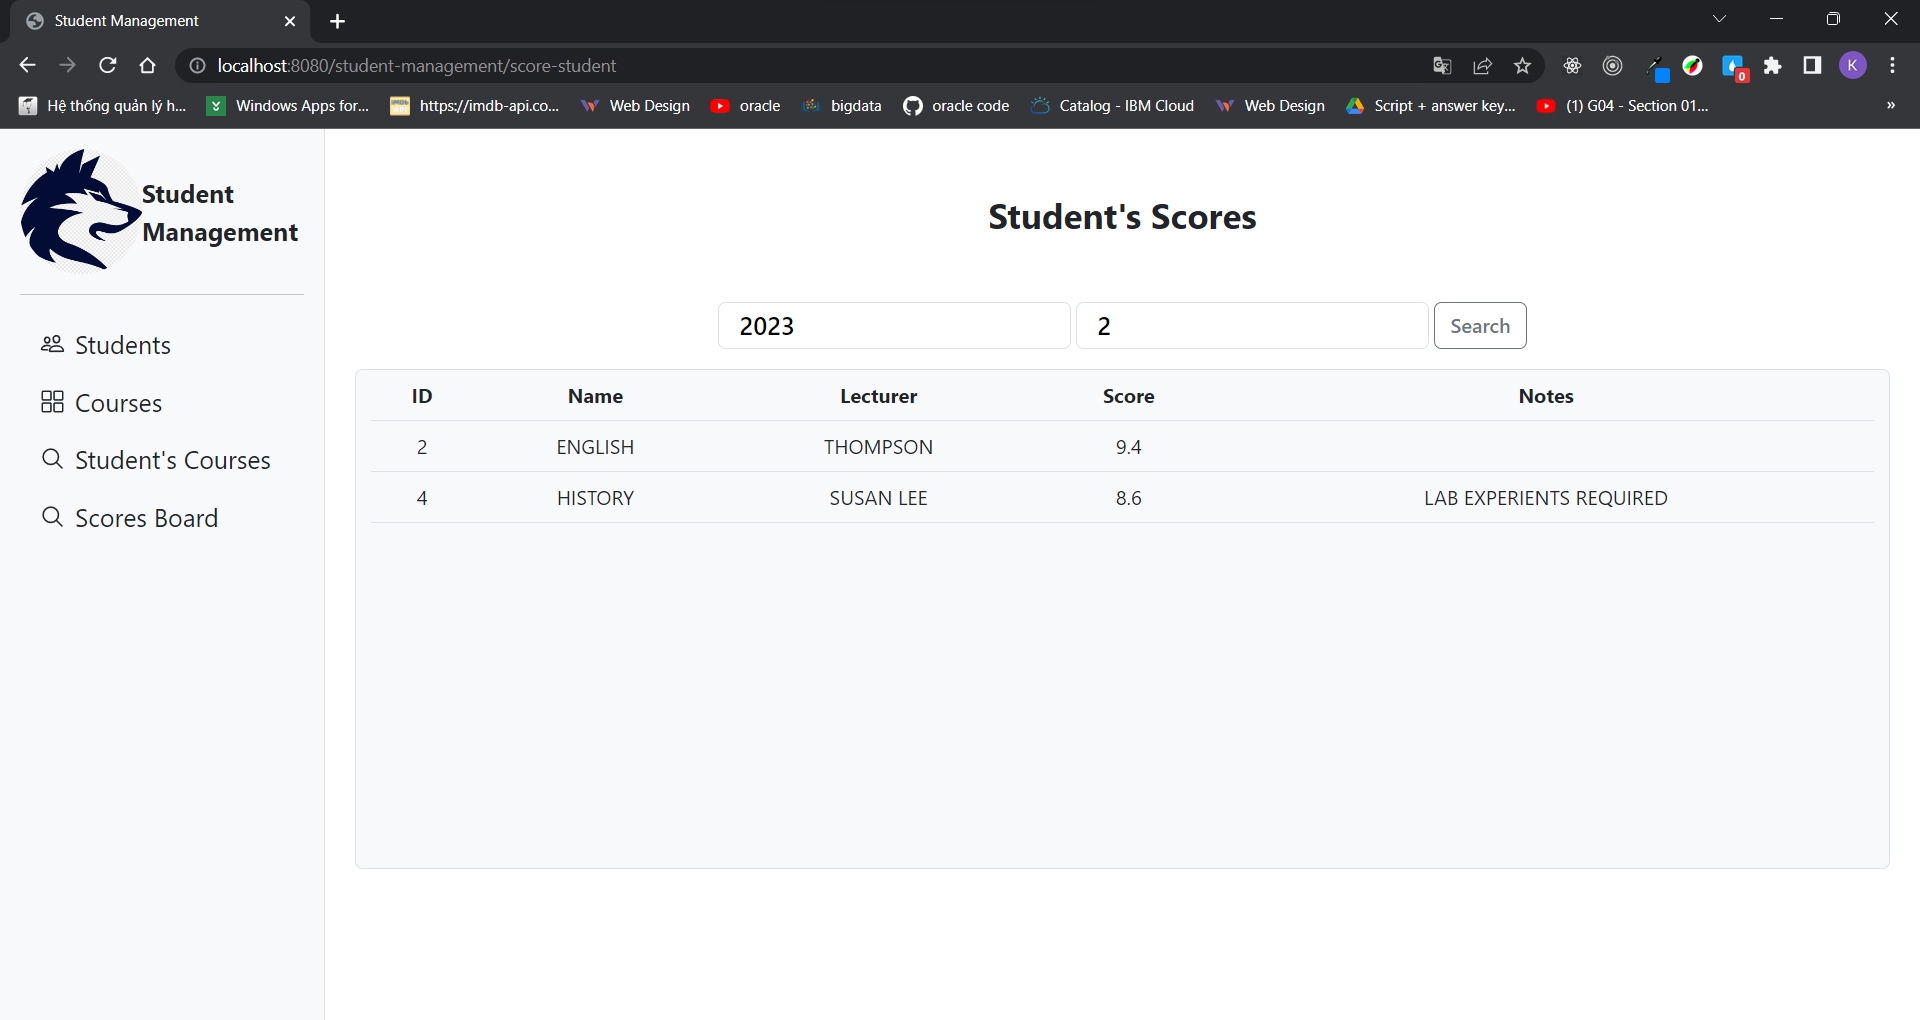 Student Management
localhost:8080/student-management/score-student
0
K
Hệ thống quản lý h...
Windows Apps for...
https://imdb-api.co...
Web Design
oracle
bigdata
oracle code
Catalog - IBM Cloud
Web Design
Script + answer key...
(1) G04 - Section 01...
»
Student
Management
Students
Courses
Student's Courses
Scores Board
Student's Scores
2023 2 Search
ID Name Lecturer Score Notes
2 ENGLISH THOMPSON 9.4
4 HISTORY SUSAN LEE 8.6 LAB EXPERIENTS REQUIRED